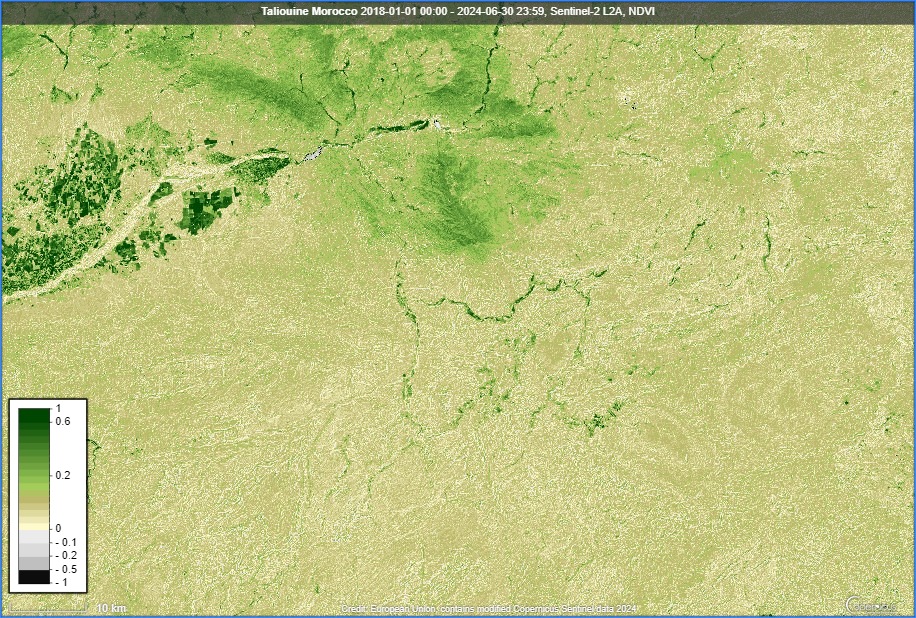 Taliouine Morocco 2018-01-01 00:00 - 2024-06-30 23:59, Sentinel-2 L2A, NDVI
1
0.6
0.2
0
- 0.1
- 0.2
- 0.5
- 1
10 km
Credit: European Union, contains modified Copernicus Sentinel data 2024
opernicus